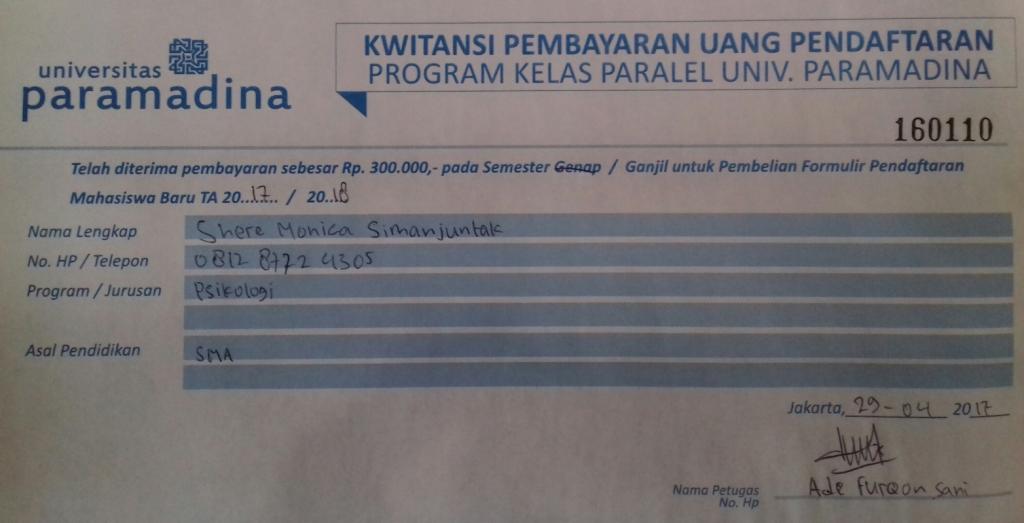 universitas
paramadina
KWITANSI PEMBAYARAN UANG PENDAFTARAN
PROGRAM KELAS PARALEL UNIV. PARAMADINA
160110
Telah diterima pembayaran sebesar Rp. 300.000,- pada Semester Genap / Ganjil untuk Pembelian Formulir Pendaftaran
Mahasiswa Baru TA 20..17.. / 20..18
Nama Lengkap Shere Monica Simanjuntak
No. HP / Telepon 0812 8772 4305
Program / Jurusan Psikologi
Asal Pendidikan SMA
Jakarta, 29-04 2017
Nama Petugas Ade Furqon Sani
No. Hp